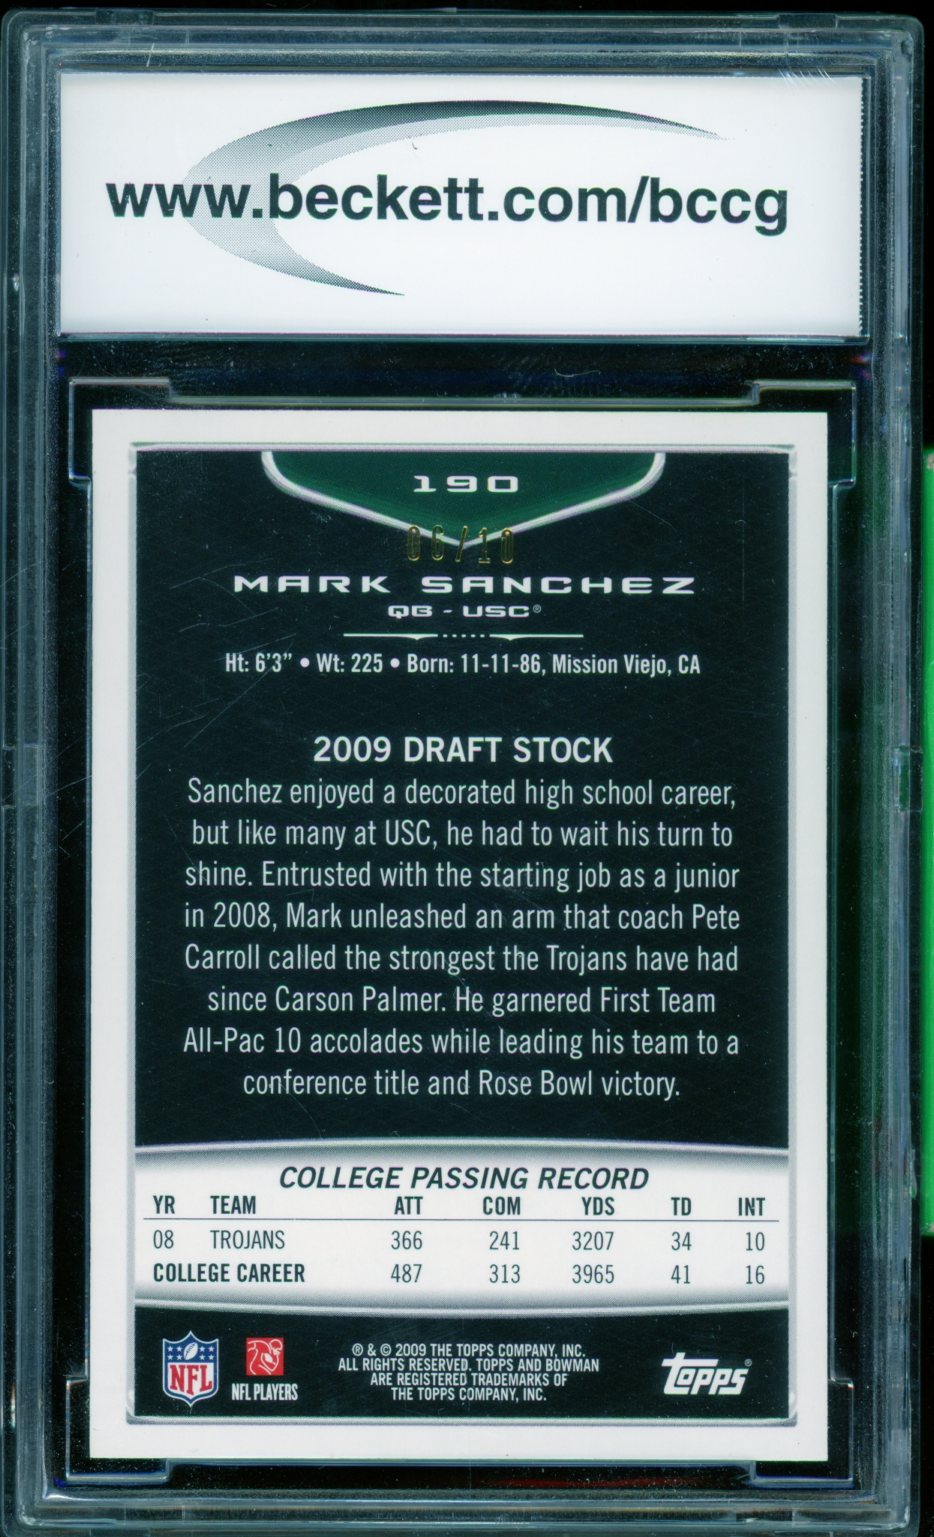 www.beckett.com/bccg
190
06/10
MARK SANCHEZ
QB - USC®
Ht: 6'3" • Wt: 225 • Born: 11-11-86, Mission Viejo, CA
2009 DRAFT STOCK
Sanchez enjoyed a decorated high school career,
but like many at USC, he had to wait his turn to
shine. Entrusted with the starting job as a junior
in 2008, Mark unleashed an arm that coach Pete
Carroll called the strongest the Trojans have had
since Carson Palmer. He garnered First Team
All-Pac 10 accolades while leading his team to a
conference title and Rose Bowl victory.
COLLEGE PASSING RECORD
YR TEAM ATT COM YDS TD INT
08 TROJANS 366 241 3207 34 10
COLLEGE CAREER 487 313 3965 41 16
NFL
NFL PLAYERS
® & © 2009 THE TOPPS COMPANY, INC.
ALL RIGHTS RESERVED. TOPPS AND BOWMAN
ARE REGISTERED TRADEMARKS OF
THE TOPPS COMPANY, INC.
Topps®